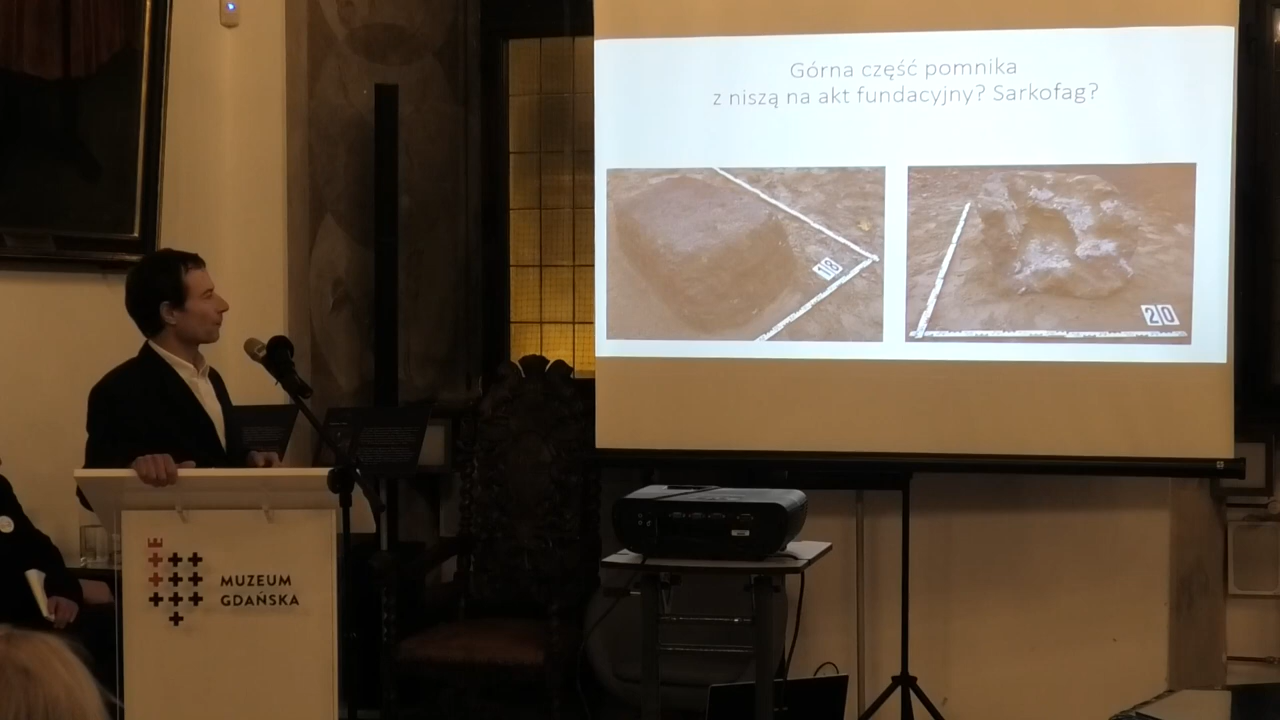 Górna część pomnika
z niszą na akt fundacyjny? Sarkofag?
18
20
MUZEUM
GDAŃSKA